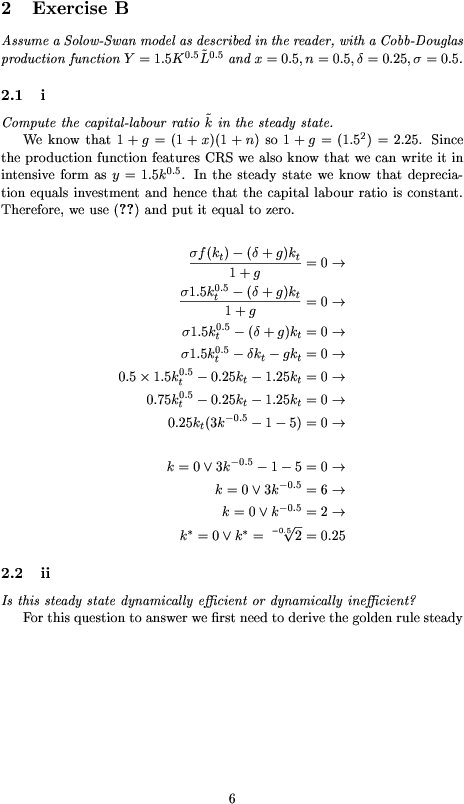 2 Exercise B
Assume a Solow-Swan model as described in the reader, with a Cobb-Douglas
production function Y = 1.5K^{0.5}L̃^{0.5} and x = 0.5, n = 0.5, δ = 0.25, σ = 0.5.
2.1 i
Compute the capital-labour ratio k̃ in the steady state.
We know that 1 + g = (1 + x)(1 + n) so 1 + g = (1.5²) = 2.25. Since
the production function features CRS we also know that we can write it in
intensive form as y = 1.5k^{0.5}. In the steady state we know that deprecia-
tion equals investment and hence that the capital labour ratio is constant.
Therefore, we use (??) and put it equal to zero.
\frac{σf(k_t) − (δ + g)k_t}{1 + g} = 0 →
\frac{σ1.5k_t^{0.5} − (δ + g)k_t}{1 + g} = 0 →
σ1.5k_t^{0.5} − (δ + g)k_t = 0 →
σ1.5k_t^{0.5} − δk_t − gk_t = 0 →
0.5 × 1.5k_t^{0.5} − 0.25k_t − 1.25k_t = 0 →
0.75k_t^{0.5} − 0.25k_t − 1.25k_t = 0 →
0.25k_t(3k^{−0.5} − 1 − 5) = 0 →
k = 0 ∨ 3k^{−0.5} − 1 − 5 = 0 →
k = 0 ∨ 3k^{−0.5} = 6 →
k = 0 ∨ k^{−0.5} = 2 →
k* = 0 ∨ k* = \sqrt[−0.5]{2} = 0.25
2.2 ii
Is this steady state dynamically efficient or dynamically inefficient?
For this question to answer we first need to derive the golden rule steady
6